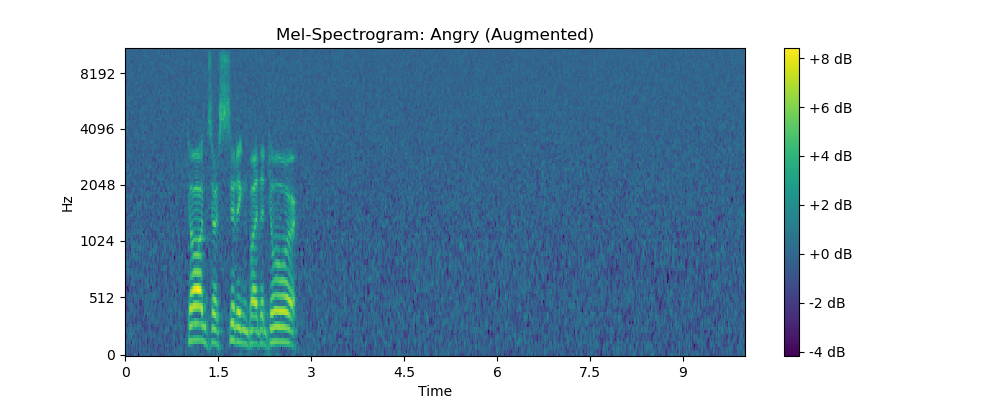 Mel-Spectrogram: Angry (Augmented)
8192
4096
2048
1024
512
0
Hz
0 1.5 3 4.5 6 7.5 9
Time
+8 dB
+6 dB
+4 dB
+2 dB
+0 dB
-2 dB
-4 dB